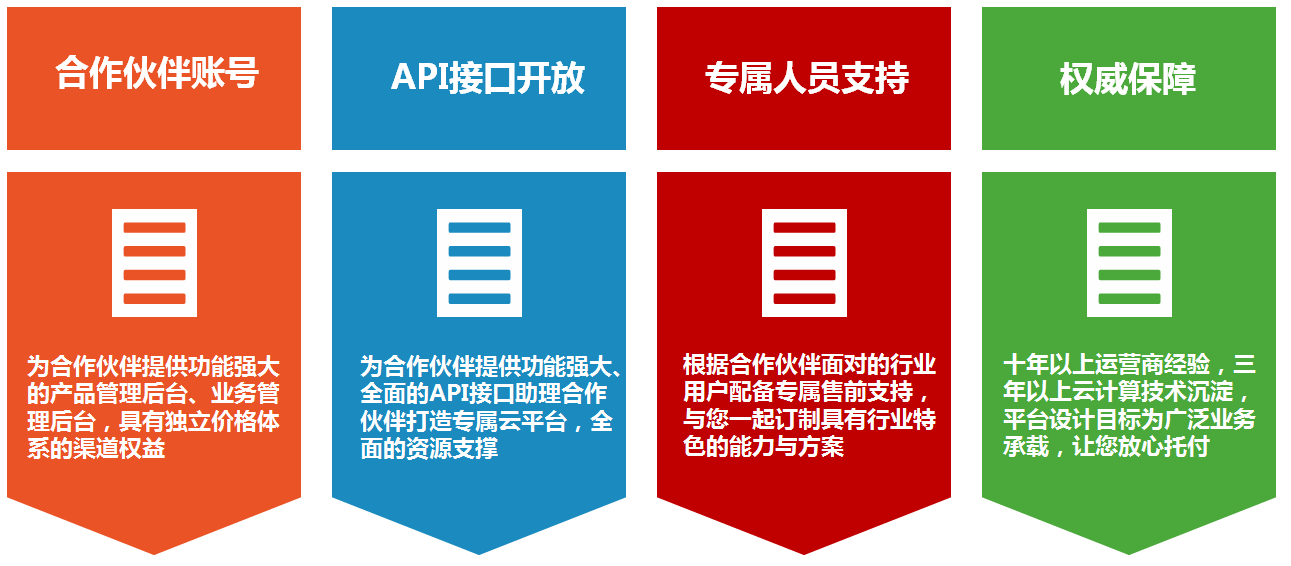 合作伙伴账号
为合作伙伴提供功能强大
的产品管理后台、业务管
理后台，具有独立价格体
系的渠道权益
API接口开放
为合作伙伴提供功能强大、
全面的API接口助理合作
伙伴打造专属云平台，全
面的资源支撑
专属人员支持
根据合作伙伴面对的行业
用户配备专属售前支持，
与您一起订制具有行业特
色的能力与方案
权威保障
十年以上运营商经验，三
年以上云计算技术沉淀，
平台设计目标为广泛业务
承载，让您放心托付